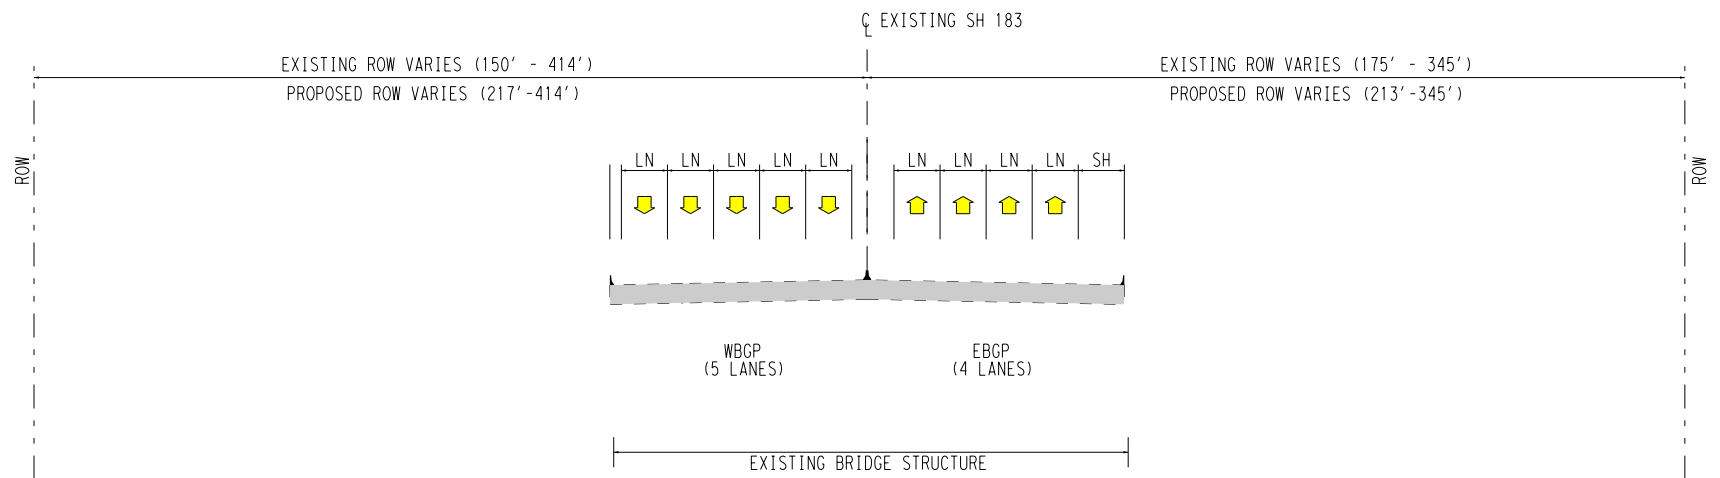 ℄ EXISTING SH 183
EXISTING ROW VARIES (150' - 414')
EXISTING ROW VARIES (175' - 345')
PROPOSED ROW VARIES (217'-414')
PROPOSED ROW VARIES (213'-345')
ROW
LN LN LN LN LN
LN LN LN LN SH
ROW
WBGP
(5 LANES)
EBGP
(4 LANES)
EXISTING BRIDGE STRUCTURE